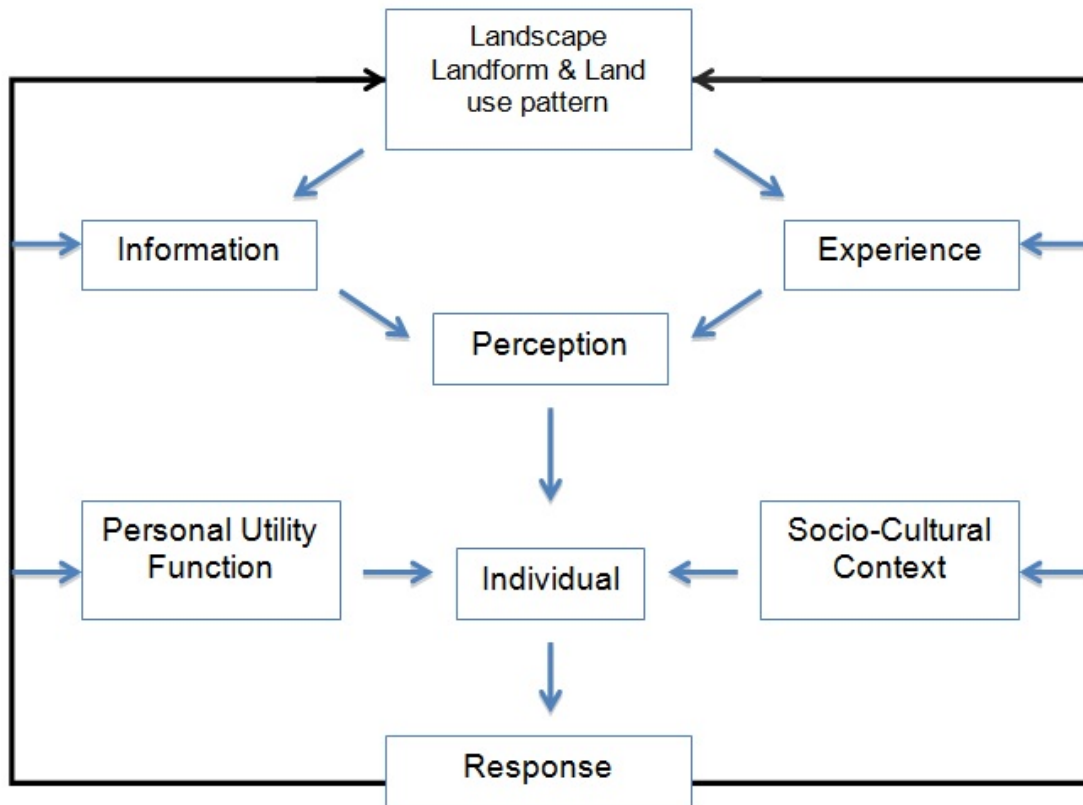 Landscape
Landform & Land
use pattern
Information
Experience
Perception
Personal Utility
Function
Individual
Socio-Cultural
Context
Response